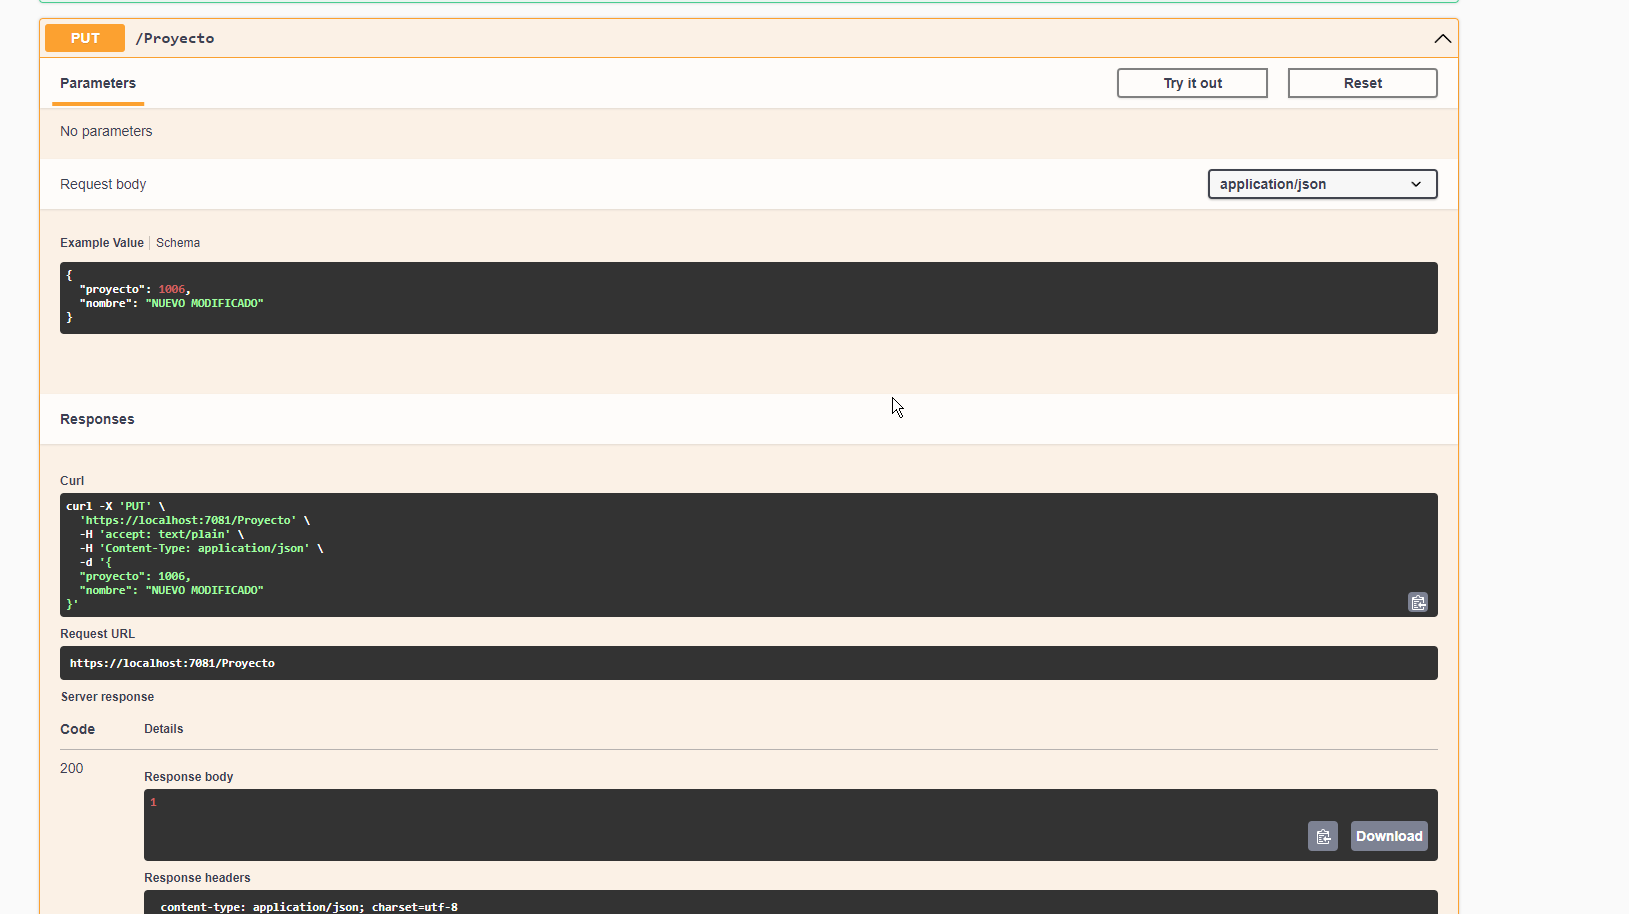 PUT /Proyecto
Parameters
Try it out
Reset
No parameters
Request body
application/json
Example Value
Schema
{
  "proyecto": 1006,
  "nombre": "NUEVO MODIFICADO"
}
Responses
Curl
curl -X 'PUT' \
  'https://localhost:7081/Proyecto' \
  -H 'accept: text/plain' \
  -H 'Content-Type: application/json' \
  -d '{
  "proyecto": 1006,
  "nombre": "NUEVO MODIFICADO"
}'
Request URL
https://localhost:7081/Proyecto
Server response
Code
Details
200
Response body
1
Download
Response headers
content-type: application/json; charset=utf-8